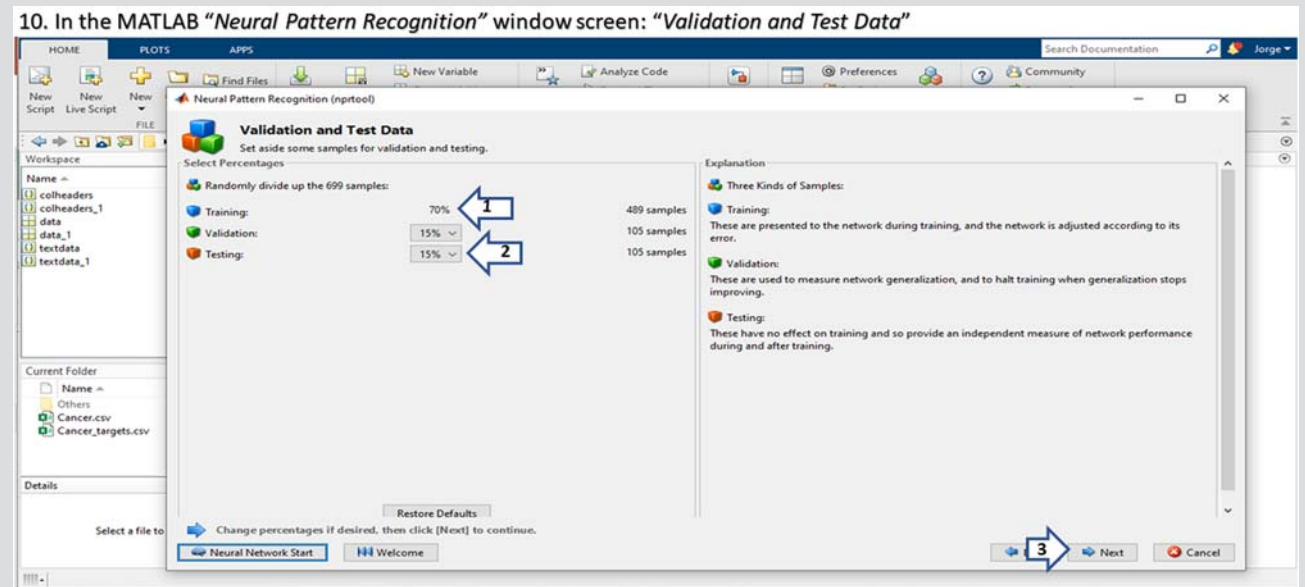 10. In the MATLAB “Neural Pattern Recognition” window screen: “Validation and Test Data”
HOME PLOTS APPS Search Documentation Jorge
New Script
New Live Script
New
Find Files
New Variable
Analyze Code
Preferences
Community
FILE
Neural Pattern Recognition (nprtool)
Validation and Test Data
Set aside some samples for validation and testing.
Workspace
Name
colheaders
colheaders_1
data
data_1
textdata
textdata_1
Current Folder
Name
Others
Cancer.csv
Cancer_targets.csv
Details
Select a file to
Select Percentages
Randomly divide up the 699 samples:
Training: 70% 1 489 samples
Validation: 15% 105 samples
Testing: 15% 2 105 samples
Restore Defaults
Explanation
Three Kinds of Samples:
Training:
These are presented to the network during training, and the network is adjusted according to its
error.
Validation:
These are used to measure network generalization, and to halt training when generalization stops
improving.
Testing:
These have no effect on training and so provide an independent measure of network performance
during and after training.
Change percentages if desired, then click [Next] to continue.
Neural Network Start Welcome 3 Next Cancel